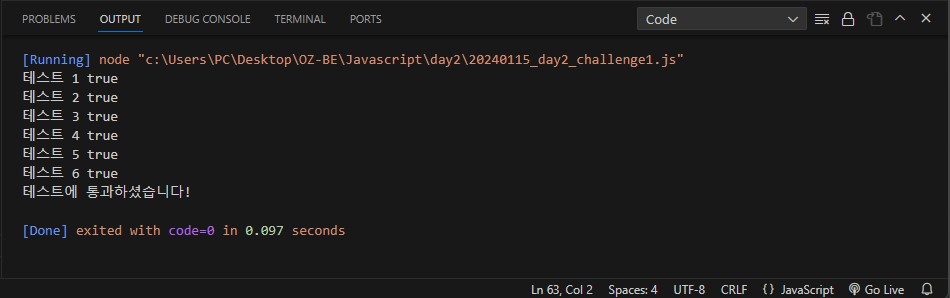 PROBLEMS OUTPUT DEBUG CONSOLE TERMINAL PORTS Code
[Running] node "c:\Users\PC\Desktop\OZ-BE\Javascript\day2\20240115_day2_challenge1.js"
테스트 1 true
테스트 2 true
테스트 3 true
테스트 4 true
테스트 5 true
테스트 6 true
테스트에 통과하셨습니다!
[Done] exited with code=0 in 0.097 seconds
Ln 63, Col 2 Spaces: 4 UTF-8 CRLF {} JavaScript Go Live